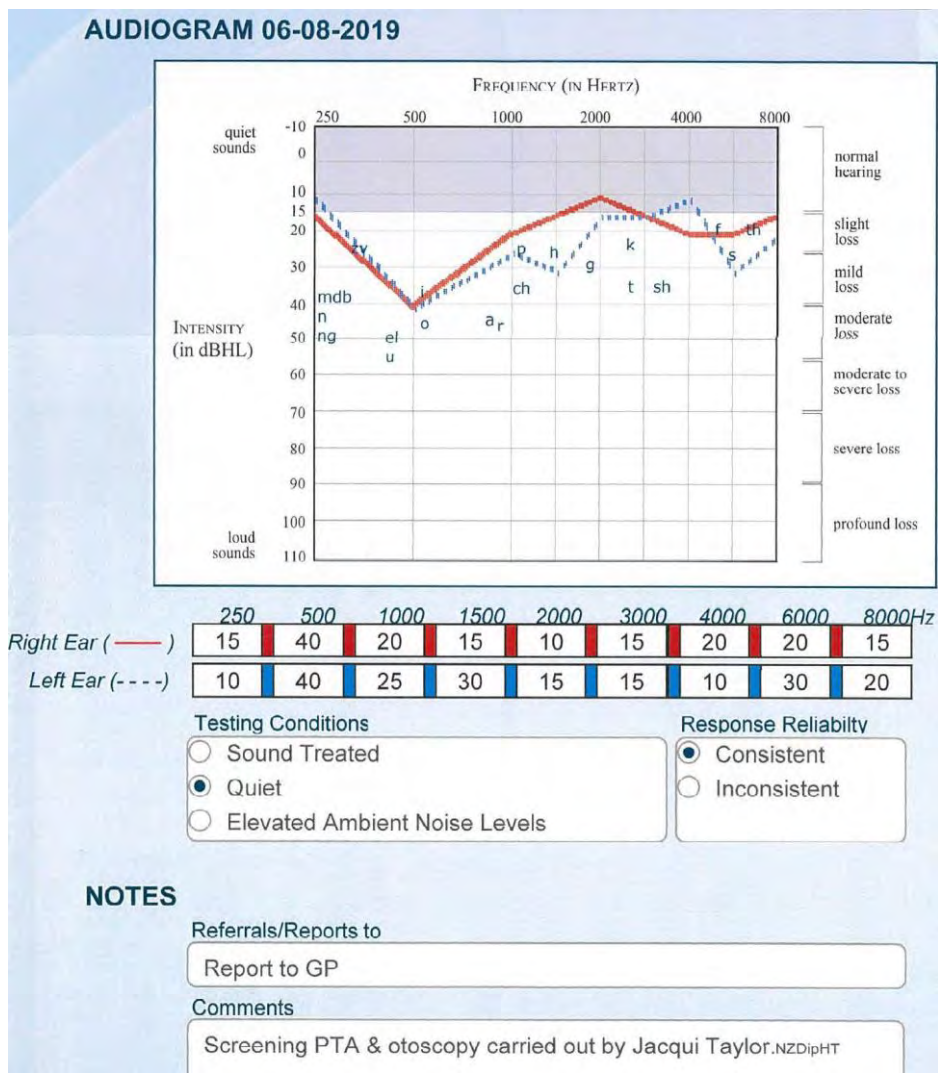 AUDIOGRAM 06-08-2019
FREQUENCY (IN HERTZ)
250 500 1000 2000 4000 8000
quiet sounds
-10
0
10
15
20
30
40
50
60
70
80
90
100
110
loud sounds
INTENSITY (in dBHL)
normal hearing
slight loss
mild loss
moderate loss
moderate to severe loss
severe loss
profound loss
zv
mdb
n
ng
i
o
el
u
p
h
ch
a r
g
k
t
sh
f
th
s
250 500 1000 1500 2000 3000 4000 6000 8000Hz
Right Ear ( —— ) 15 40 20 15 10 15 20 20 15
Left Ear (- - - -) 10 40 25 30 15 15 10 30 20
Testing Conditions
Sound Treated
Quiet
Elevated Ambient Noise Levels
Response Reliabilty
Consistent
Inconsistent
NOTES
Referrals/Reports to
Report to GP
Comments
Screening PTA & otoscopy carried out by Jacqui Taylor.NZDipHT